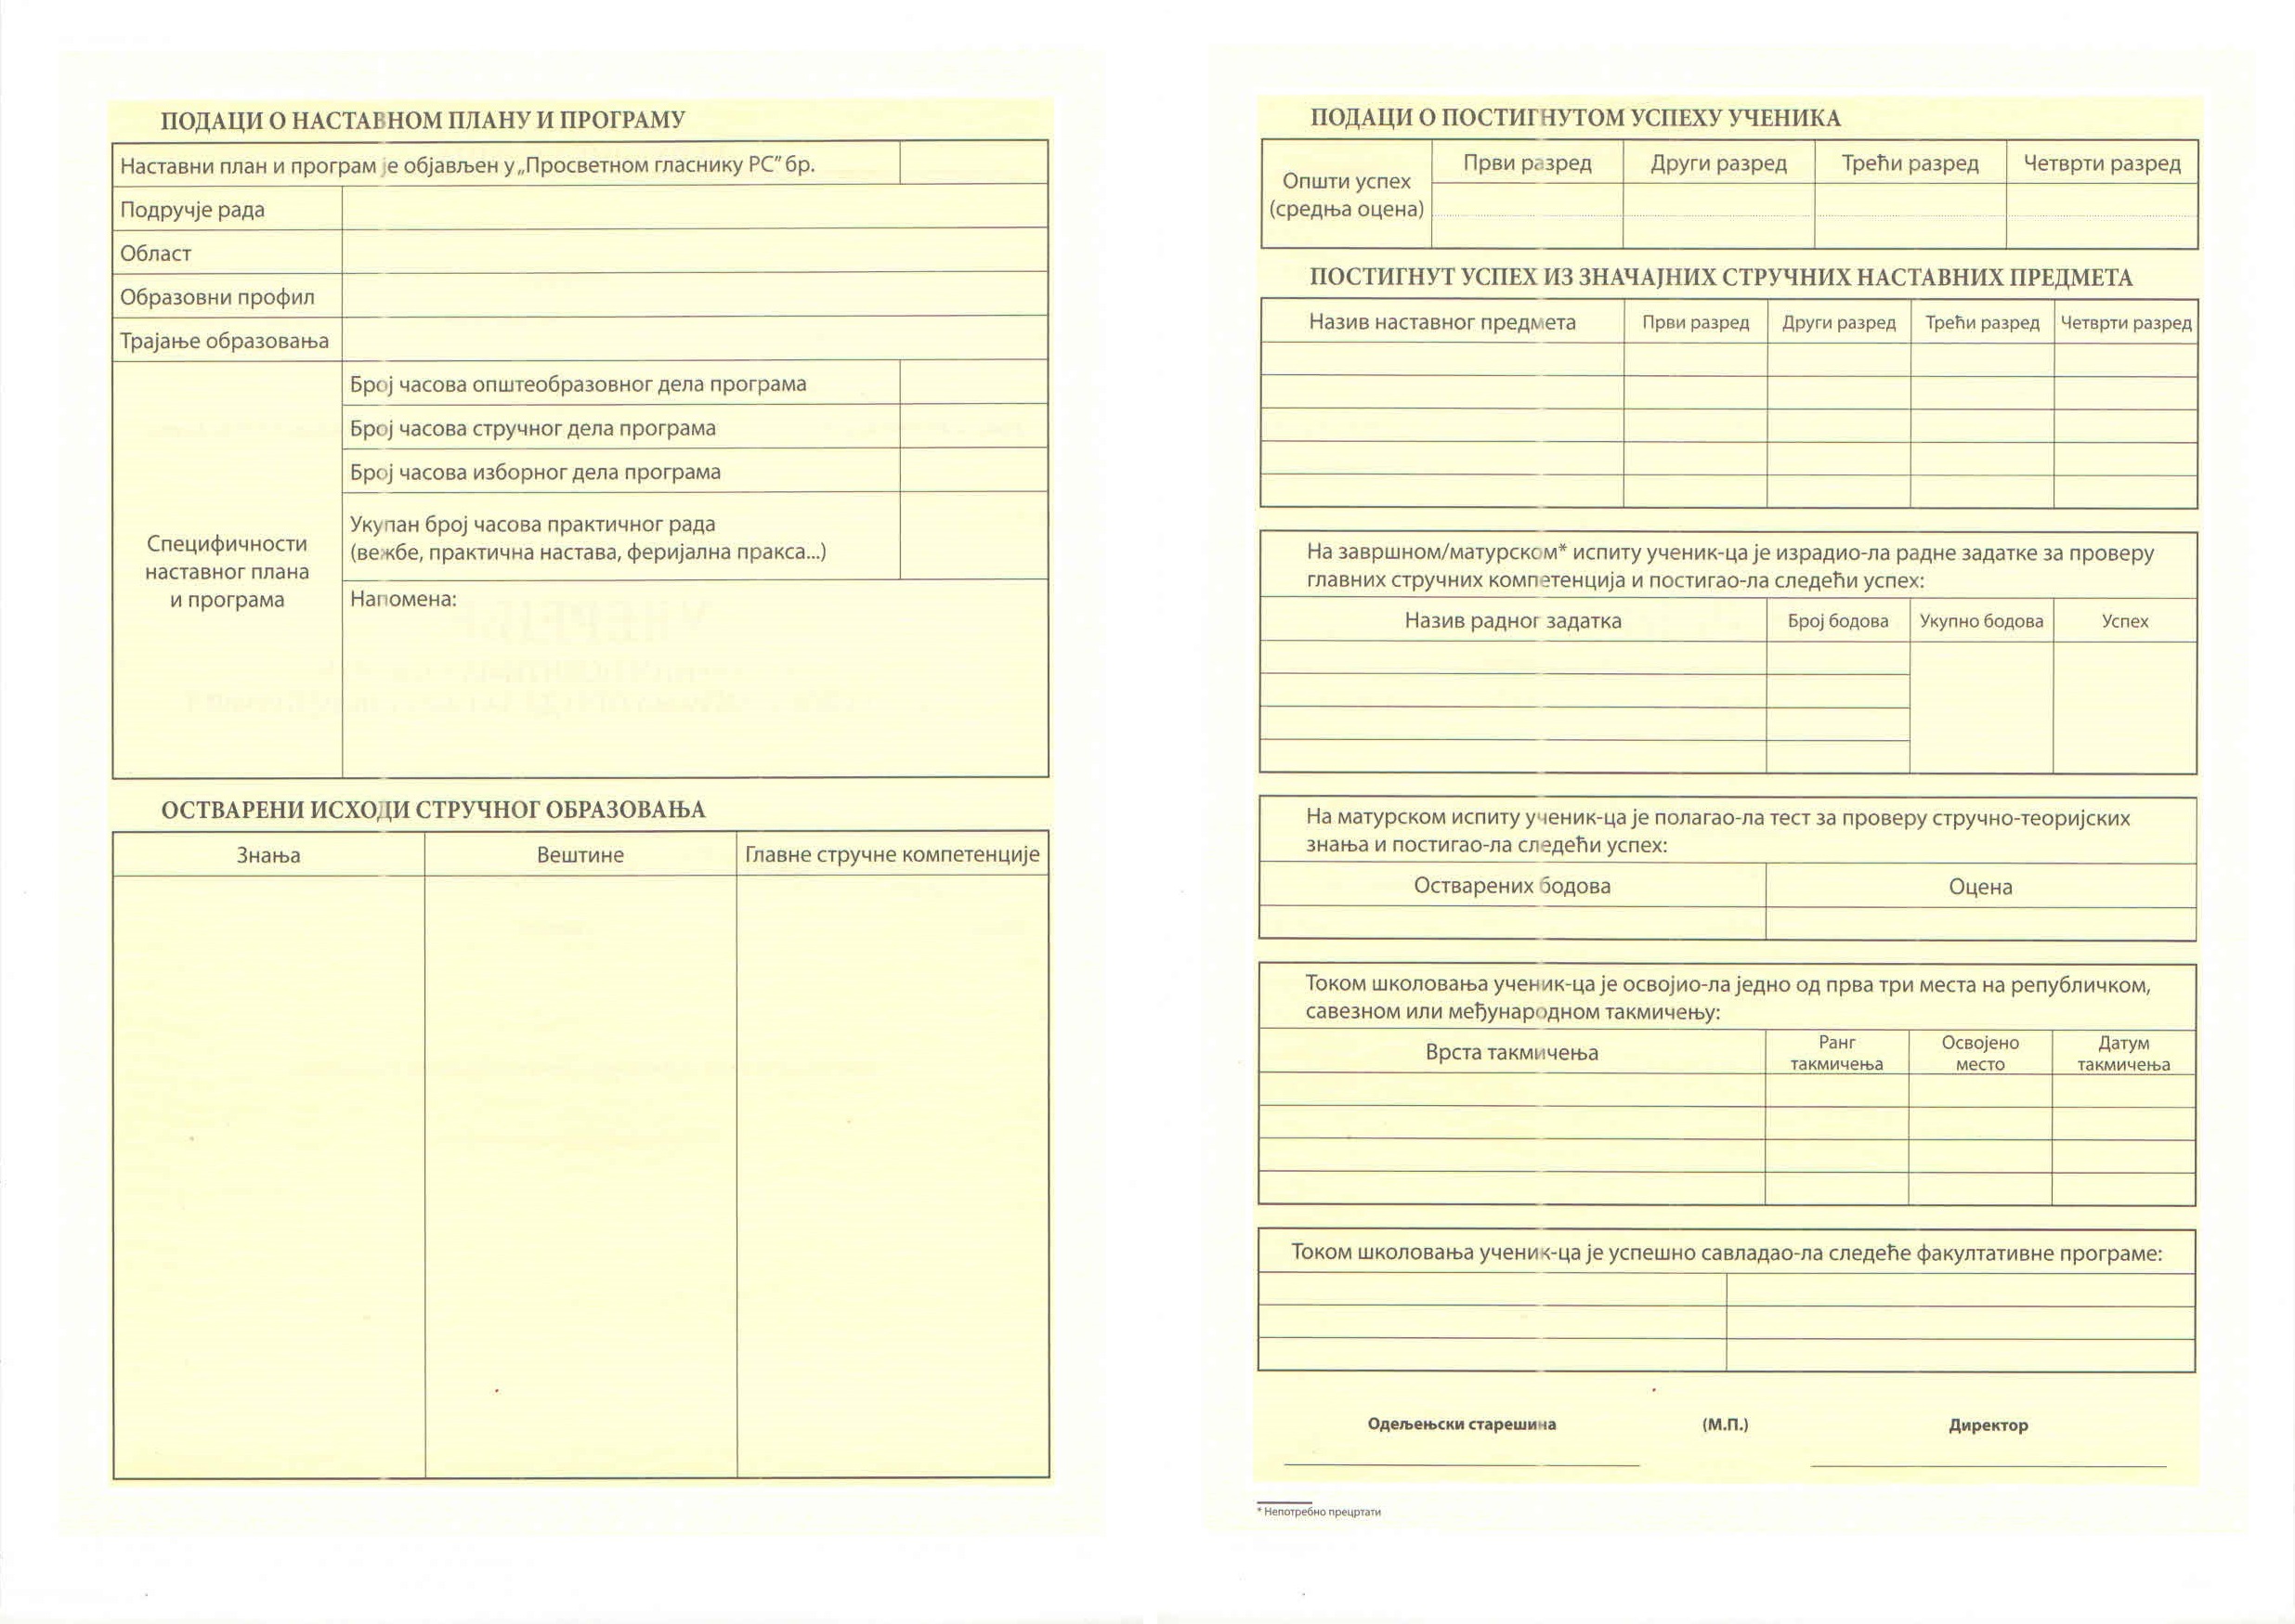 ПОДАЦИ О НАСТАВНОМ ПЛАНУ И ПРОГРАМУ
Наставни план и програм је објављен у „Просветном гласнику РС" бр.
Подручје рада
Област
Образовни профил
Трајање образовања
Специфичности
наставног плана
и програма
Број часова општеобразовног дела програма
Број часова стручног дела програма
Број часова изборног дела програма
Укупан број часова практичног рада
(вежбе, практична настава, феријална пракса...)
Напомена:
ОСТВАРЕНИ ИСХОДИ СТРУЧНОГ ОБРАЗОВАЊА
Знања Вештине Главне стручне компетенције
ПОДАЦИ О ПОСТИГНУТОМ УСПЕХУ УЧЕНИКА
Општи успех
(средња оцена)
Први разред Други разред Трећи разред Четврти разред
ПОСТИГНУТ УСПЕХ ИЗ ЗНАЧАЈНИХ СТРУЧНИХ НАСТАВНИХ ПРЕДМЕТА
Назив наставног предмета Први разред Други разред Трећи разред Четврти разред
На завршном/матурском* испиту ученик-ца је израдио-ла радне задатке за проверу
главних стручних компетенција и постигао-ла следећи успех:
Назив радног задатка Број бодова Укупно бодова Успех
На матурском испиту ученик-ца је полагао-ла тест за проверу стручно-теоријских
знања и постигао-ла следећи успех:
Остварених бодова Оцена
Током школовања ученик-ца је освојио-ла једно од прва три места на републичком,
савезном или међународном такмичењу:
Врста такмичења Ранг такмичења Освојено место Датум такмичења
Током школовања ученик-ца је успешно савладао-ла следеће факултативне програме:
Одељењски старешина (М.П.) Директор
* Непотребно прецртати